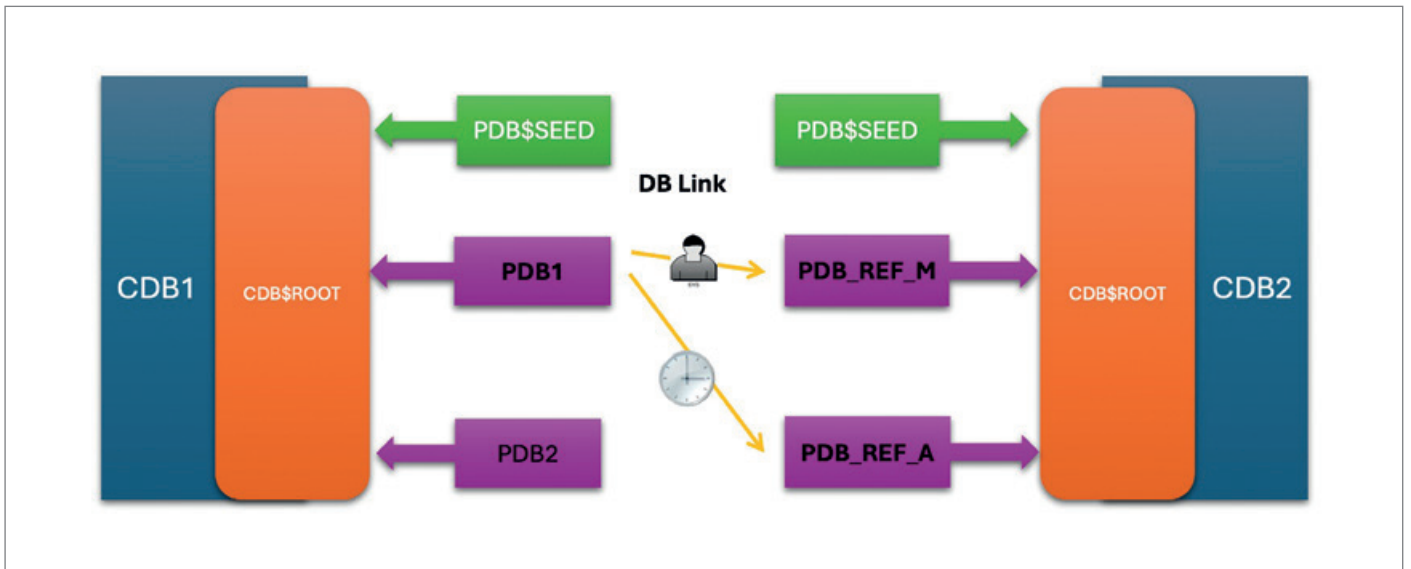 PDB$SEED
PDB$SEED
DB Link
CDB1
CDB$ROOT
PDB1
PDB_REF_M
CDB$ROOT
CDB2
PDB2
PDB_REF_A